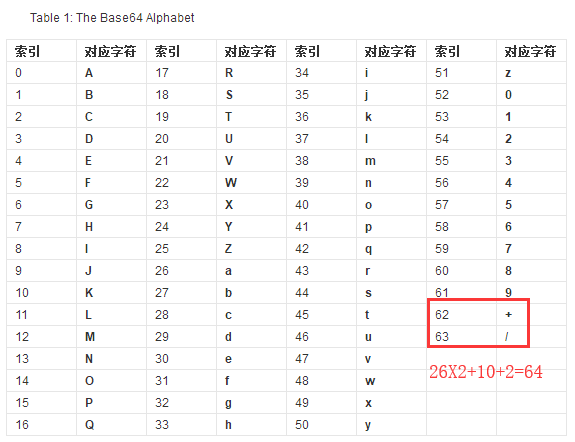 Table 1: The Base64 Alphabet
索引 对应字符 索引 对应字符 索引 对应字符 索引 对应字符
0 A 17 R 34 i 51 z
1 B 18 S 35 j 52 0
2 C 19 T 36 k 53 1
3 D 20 U 37 l 54 2
4 E 21 V 38 m 55 3
5 F 22 W 39 n 56 4
6 G 23 X 40 o 57 5
7 H 24 Y 41 p 58 6
8 I 25 Z 42 q 59 7
9 J 26 a 43 r 60 8
10 K 27 b 44 s 61 9
11 L 28 c 45 t 62 +
12 M 29 d 46 u 63 /
13 N 30 e 47 v
14 O 31 f 48 w
15 P 32 g 49 x
16 Q 33 h 50 y
26X2+10+2=64